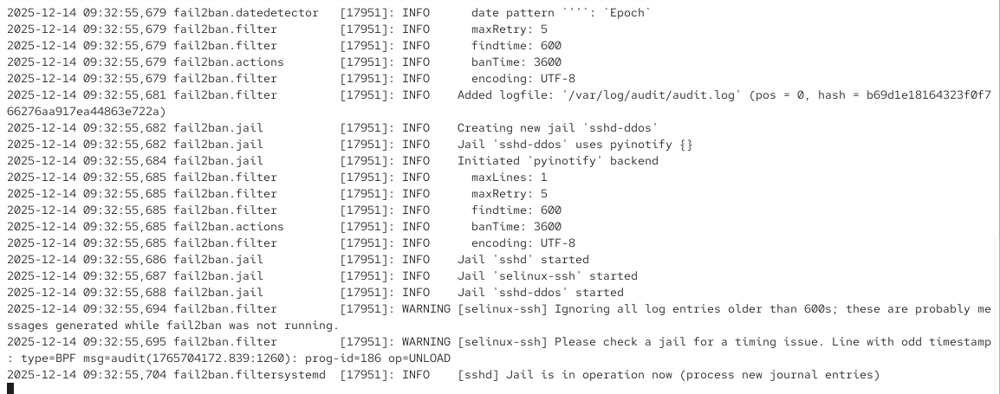 2025-12-14 09:32:55,679 fail2ban.datedetector   [17951]: INFO      date pattern `''`: `Epoch`
2025-12-14 09:32:55,679 fail2ban.filter         [17951]: INFO      maxRetry: 5
2025-12-14 09:32:55,679 fail2ban.filter         [17951]: INFO      findtime: 600
2025-12-14 09:32:55,679 fail2ban.actions        [17951]: INFO      banTime: 3600
2025-12-14 09:32:55,679 fail2ban.filter         [17951]: INFO      encoding: UTF-8
2025-12-14 09:32:55,681 fail2ban.filter         [17951]: INFO    Added logfile: '/var/log/audit/audit.log' (pos = 0, hash = b69d1e18164323f0f7
66276aa917ea44863e722a)
2025-12-14 09:32:55,682 fail2ban.jail           [17951]: INFO    Creating new jail 'sshd-ddos'
2025-12-14 09:32:55,682 fail2ban.jail           [17951]: INFO    Jail 'sshd-ddos' uses pyinotify {}
2025-12-14 09:32:55,684 fail2ban.jail           [17951]: INFO    Initiated 'pyinotify' backend
2025-12-14 09:32:55,685 fail2ban.filter         [17951]: INFO      maxLines: 1
2025-12-14 09:32:55,685 fail2ban.filter         [17951]: INFO      maxRetry: 5
2025-12-14 09:32:55,685 fail2ban.filter         [17951]: INFO      findtime: 600
2025-12-14 09:32:55,685 fail2ban.actions        [17951]: INFO      banTime: 3600
2025-12-14 09:32:55,685 fail2ban.filter         [17951]: INFO      encoding: UTF-8
2025-12-14 09:32:55,686 fail2ban.jail           [17951]: INFO    Jail 'sshd' started
2025-12-14 09:32:55,687 fail2ban.jail           [17951]: INFO    Jail 'selinux-ssh' started
2025-12-14 09:32:55,688 fail2ban.jail           [17951]: INFO    Jail 'sshd-ddos' started
2025-12-14 09:32:55,694 fail2ban.filter         [17951]: WARNING [selinux-ssh] Ignoring all log entries older than 600s; these are probably me
ssages generated while fail2ban was not running.
2025-12-14 09:32:55,695 fail2ban.filter         [17951]: WARNING [selinux-ssh] Please check a jail for a timing issue. Line with odd timestamp
: type=BPF msg=audit(1765704172.839:1260): prog-id=186 op=UNLOAD
2025-12-14 09:32:55,704 fail2ban.filtersystemd  [17951]: INFO    [sshd] Jail is in operation now (process new journal entries)